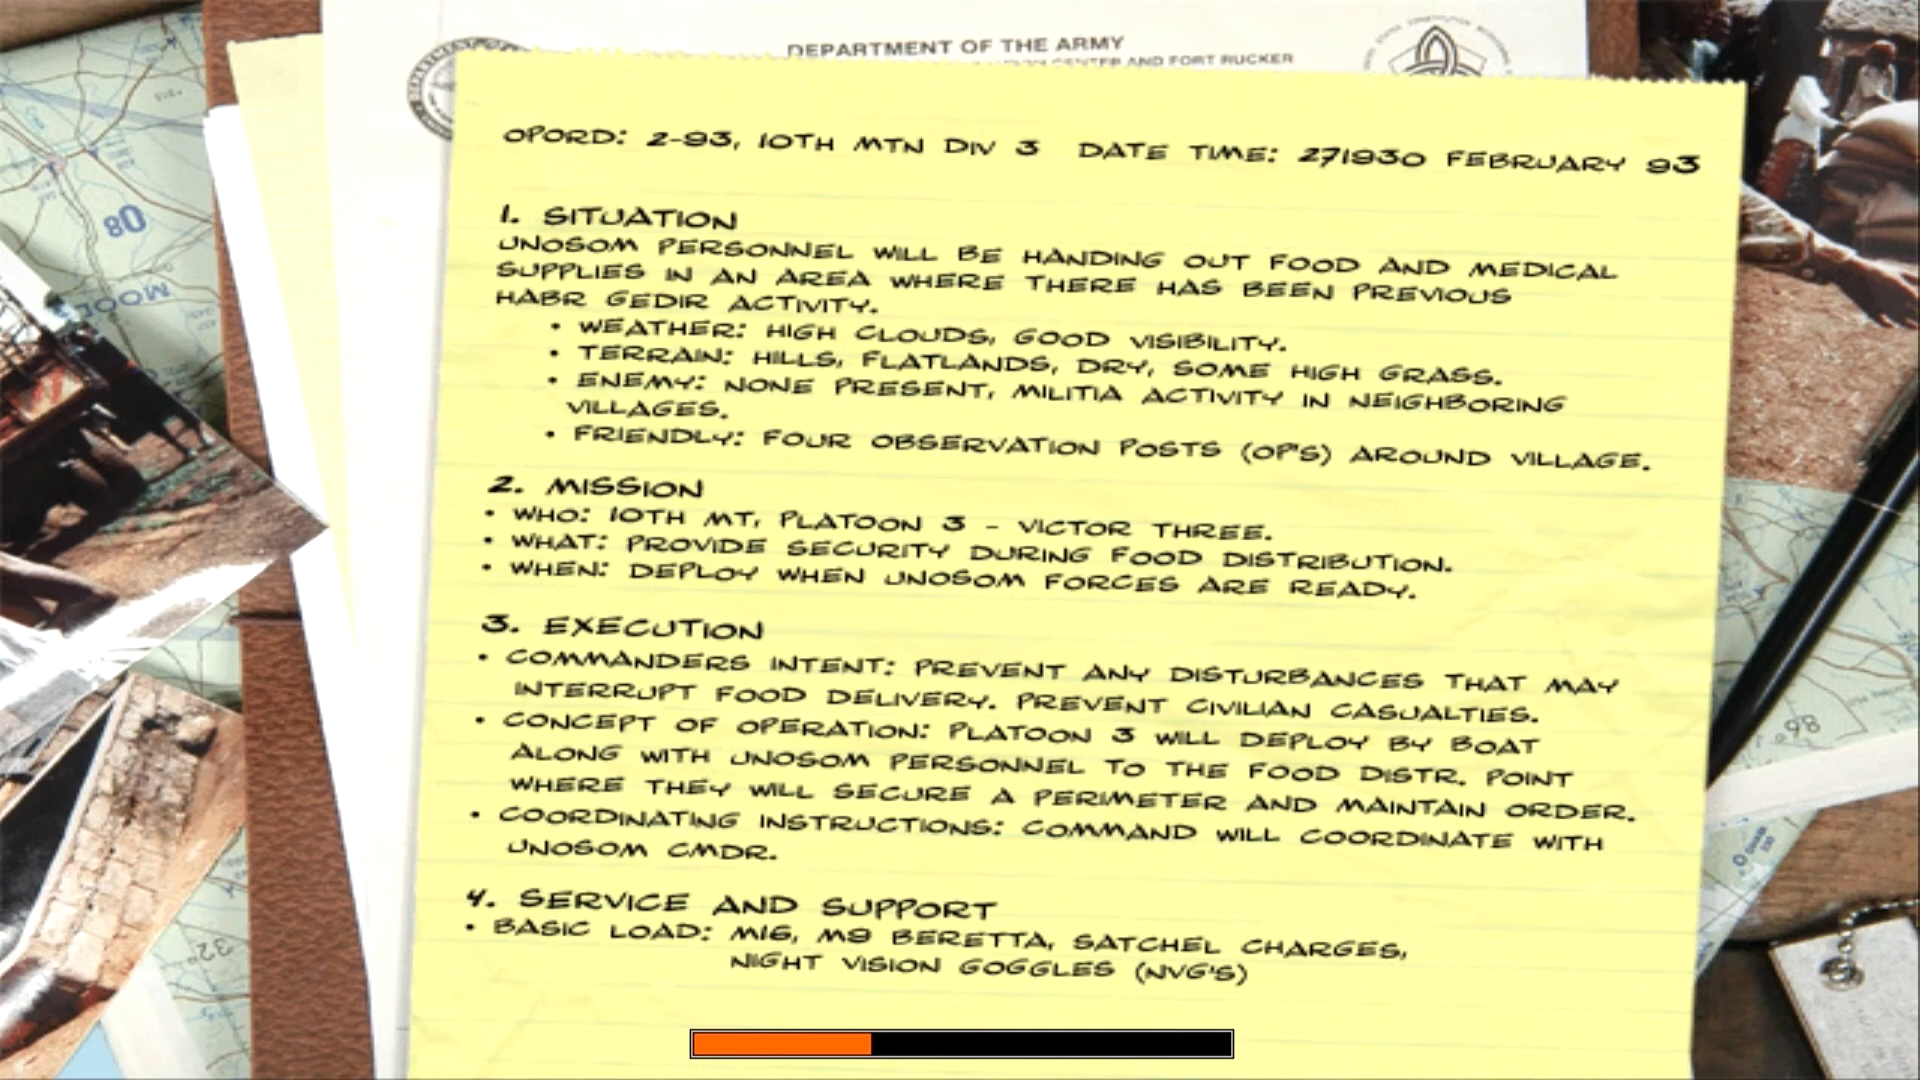 DEPARTMENT OF THE ARMY
CENTER AND FORT RUCKER
OPORD: 2-93, 10TH MTN DIV 3 DATE TIME: 271930 FEBRUARY 93
1. SITUATION
UNOSOM PERSONNEL WILL BE HANDING OUT FOOD AND MEDICAL
SUPPLIES IN AN AREA WHERE THERE HAS BEEN PREVIOUS
HABR GEDIR ACTIVITY.
• WEATHER: HIGH CLOUDS, GOOD VISIBILITY.
• TERRAIN: HILLS, FLATLANDS, DRY, SOME HIGH GRASS.
• ENEMY: NONE PRESENT, MILITIA ACTIVITY IN NEIGHBORING
VILLAGES.
• FRIENDLY: FOUR OBSERVATION POSTS (OP'S) AROUND VILLAGE.
2. MISSION
• WHO: 10TH MT, PLATOON 3 - VICTOR THREE.
• WHAT: PROVIDE SECURITY DURING FOOD DISTRIBUTION.
• WHEN: DEPLOY WHEN UNOSOM FORCES ARE READY.
3. EXECUTION
• COMMANDERS INTENT: PREVENT ANY DISTURBANCES THAT MAY
INTERRUPT FOOD DELIVERY. PREVENT CIVILIAN CASUALTIES.
• CONCEPT OF OPERATION: PLATOON 3 WILL DEPLOY BY BOAT
ALONG WITH UNOSOM PERSONNEL TO THE FOOD DISTR. POINT
WHERE THEY WILL SECURE A PERIMETER AND MAINTAIN ORDER.
• COORDINATING INSTRUCTIONS: COMMAND WILL COORDINATE WITH
UNOSOM CMDR.
4. SERVICE AND SUPPORT
• BASIC LOAD: M16, M9 BERETTA, SATCHEL CHARGES,
NIGHT VISION GOGGLES (NVG'S)
08
32°
98°